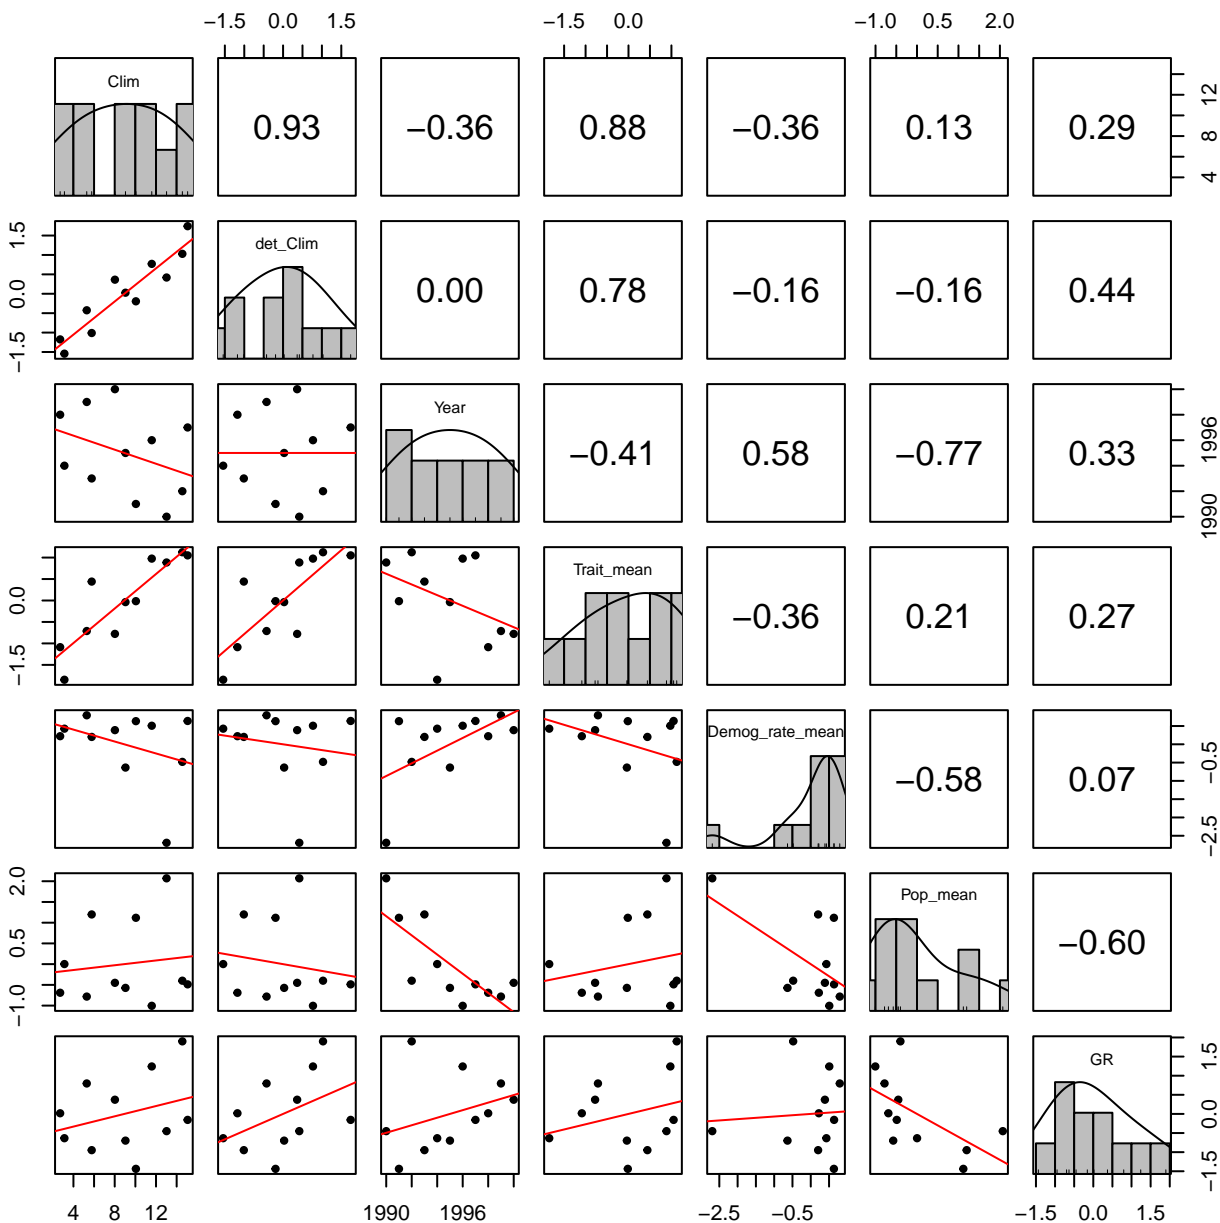 −1.5 0.0 1.5 −1.5 0.0 −1.0 0.5 2.0
Clim 0.93 −0.36 0.88 −0.36 0.13 0.29 4 8 12
−1.5 0.0 1.5 det_Clim 0.00 0.78 −0.16 −0.16 0.44
Year −0.41 0.58 −0.77 0.33 1990 1996
−1.5 0.0 Trait_mean −0.36 0.21 0.27
Demog_rate_mean −0.58 0.07 −2.5 −0.5
−1.0 0.5 2.0 Pop_mean −0.60
GR −1.5 0.0 1.5
4 8 12 1990 1996 −2.5 −0.5 −1.5 0.0 1.5